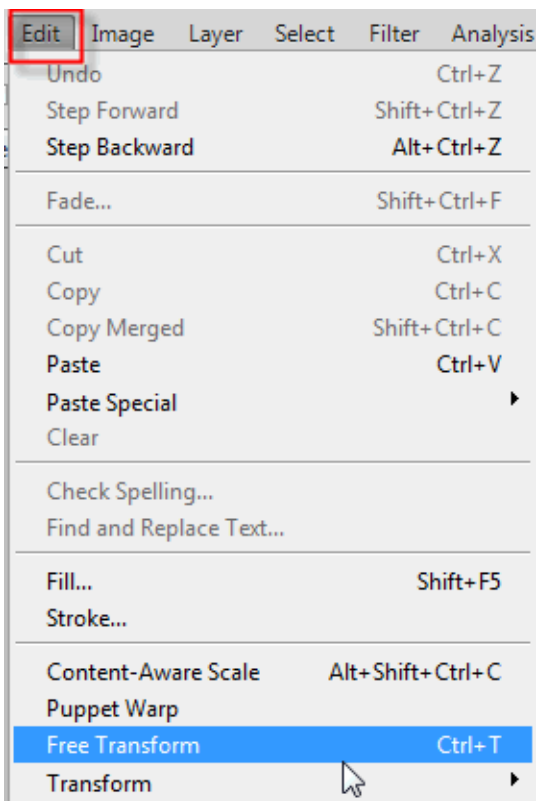 Edit Image Layer Select Filter Analysis
Undo Ctrl+Z
Step Forward Shift+Ctrl+Z
Step Backward Alt+Ctrl+Z
Fade... Shift+Ctrl+F
Cut Ctrl+X
Copy Ctrl+C
Copy Merged Shift+Ctrl+C
Paste Ctrl+V
Paste Special
Clear
Check Spelling...
Find and Replace Text...
Fill... Shift+F5
Stroke...
Content-Aware Scale Alt+Shift+Ctrl+C
Puppet Warp
Free Transform Ctrl+T
Transform